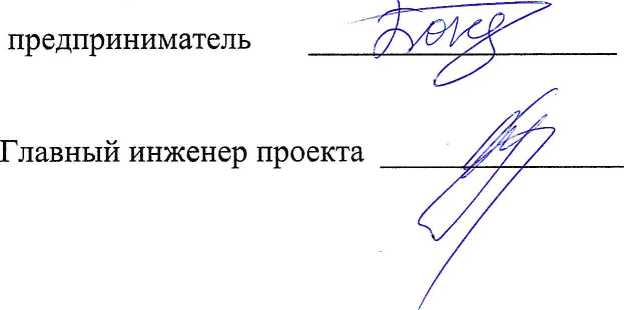 предприниматель
Главный инженер проекта